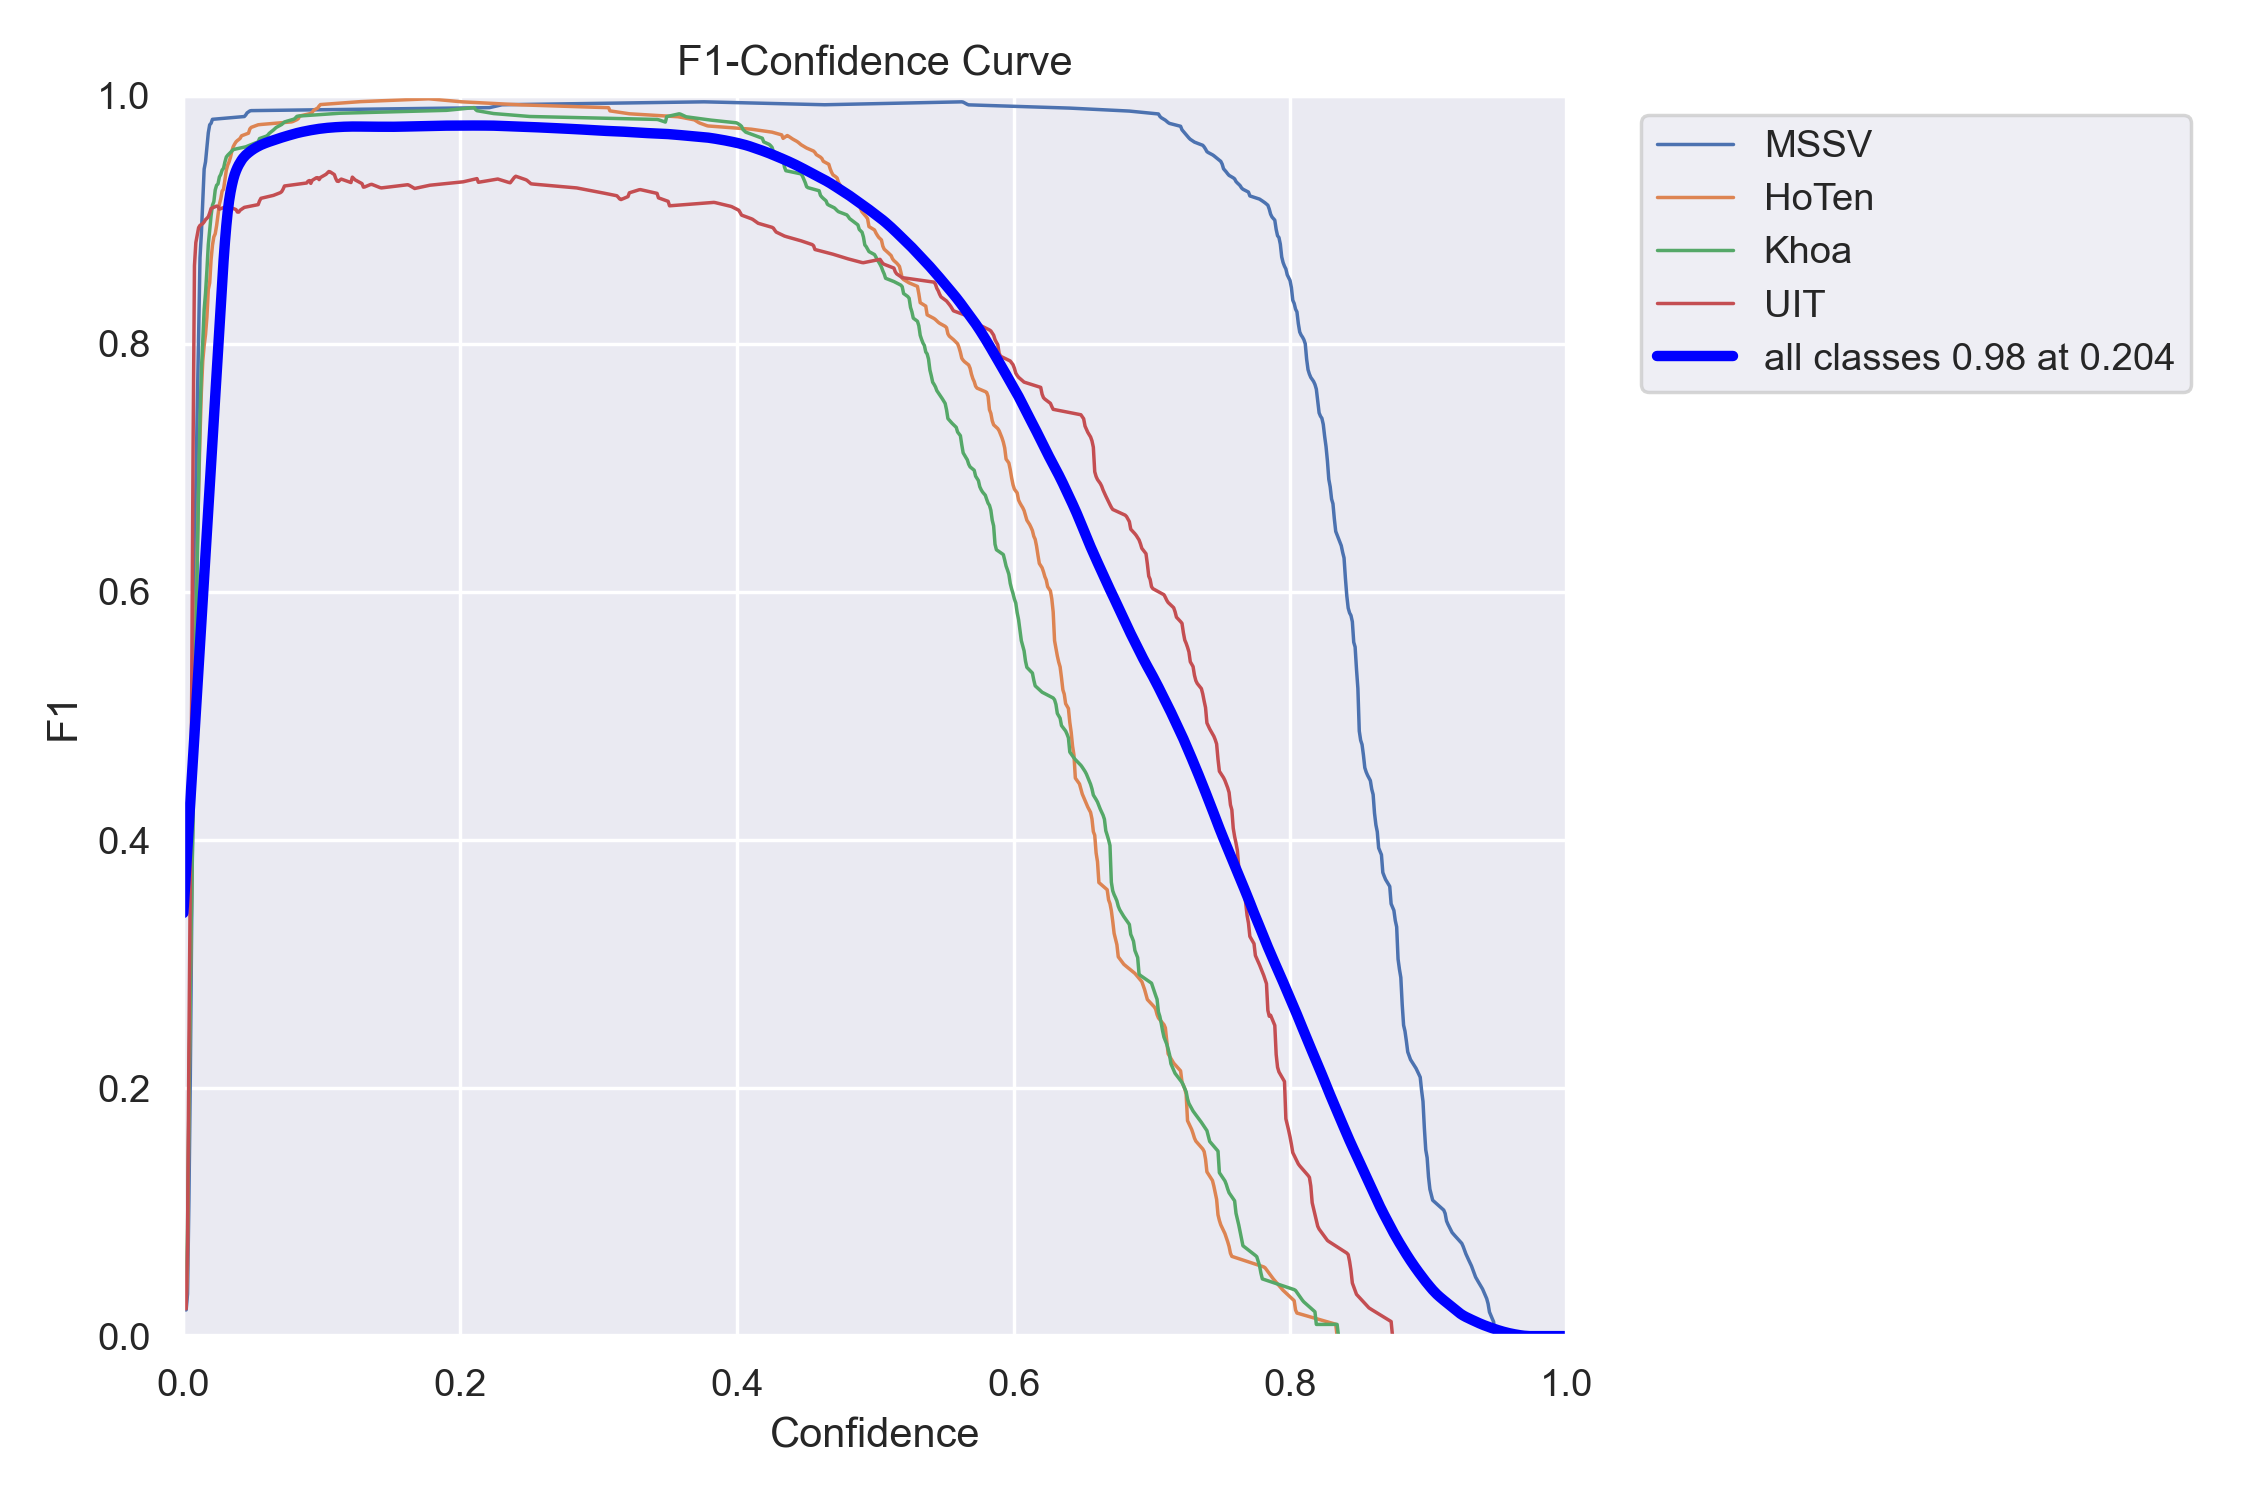 F1-Confidence Curve
1.0
0.8
0.6
0.4
0.2
0.0
F1
0.0 0.2 0.4 0.6 0.8 1.0
Confidence
MSSV
HoTen
Khoa
UIT
all classes 0.98 at 0.204